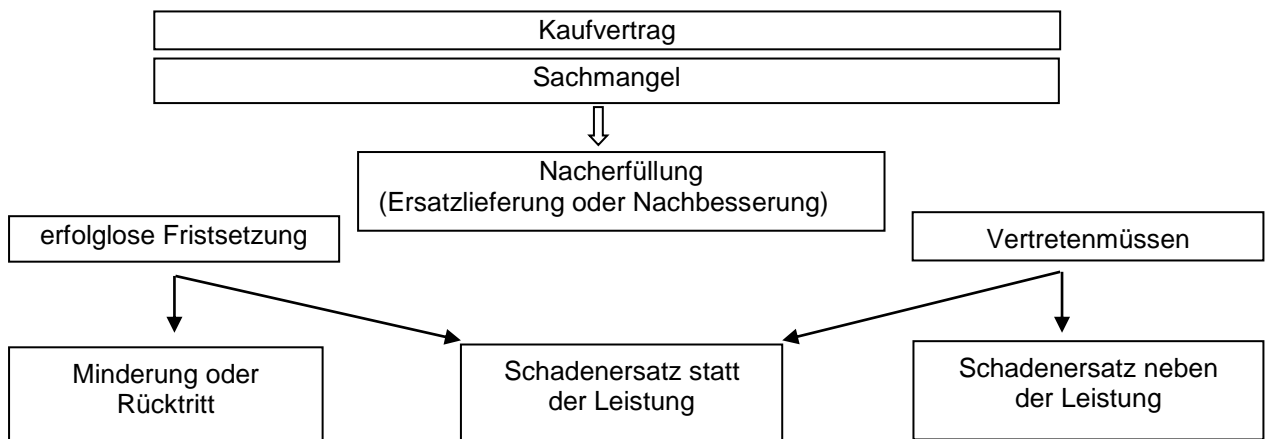 Kaufvertrag
Sachmangel
Nacherfüllung
(Ersatzlieferung oder Nachbesserung)
erfolglose Fristsetzung
Vertretenmüssen
Minderung oder
Rücktritt
Schadenersatz statt
der Leistung
Schadenersatz neben
der Leistung